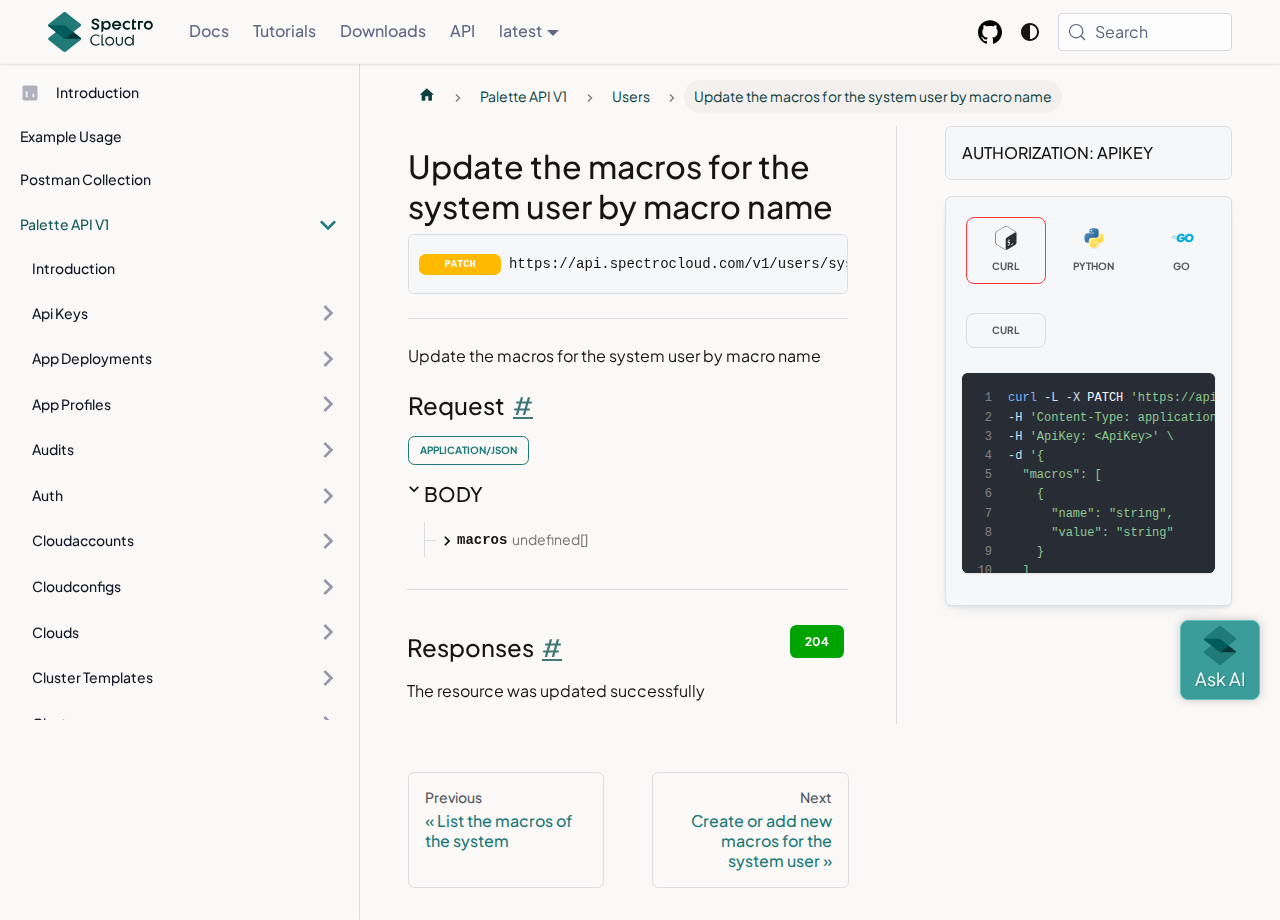 Spectro
Cloud
Docs
Tutorials
Downloads
API
latest
Search
Introduction
Example Usage
Postman Collection
Palette API V1
Introduction
Api Keys
App Deployments
App Profiles
Audits
Auth
Cloudaccounts
Cloudconfigs
Clouds
Cluster Templates
Palette API V1
Users
Update the macros for the system user by macro name
Update the macros for the
system user by macro name
PATCH https://api.spectrocloud.com/v1/users/sys
Update the macros for the system user by macro name
Request #
APPLICATION/JSON
BODY
macros undefined[]
Responses #
204
The resource was updated successfully
Previous
« List the macros of
the system
Next
Create or add new
macros for the
system user »
AUTHORIZATION: APIKEY
CURL
PYTHON
GO
CURL
1 curl -L -X PATCH 'https://api
2 -H 'Content-Type: application
3 -H 'ApiKey: <ApiKey>' \
4 -d '{
5 "macros": [
6 {
7 "name": "string",
8 "value": "string"
9 }
10 ]
Ask AI